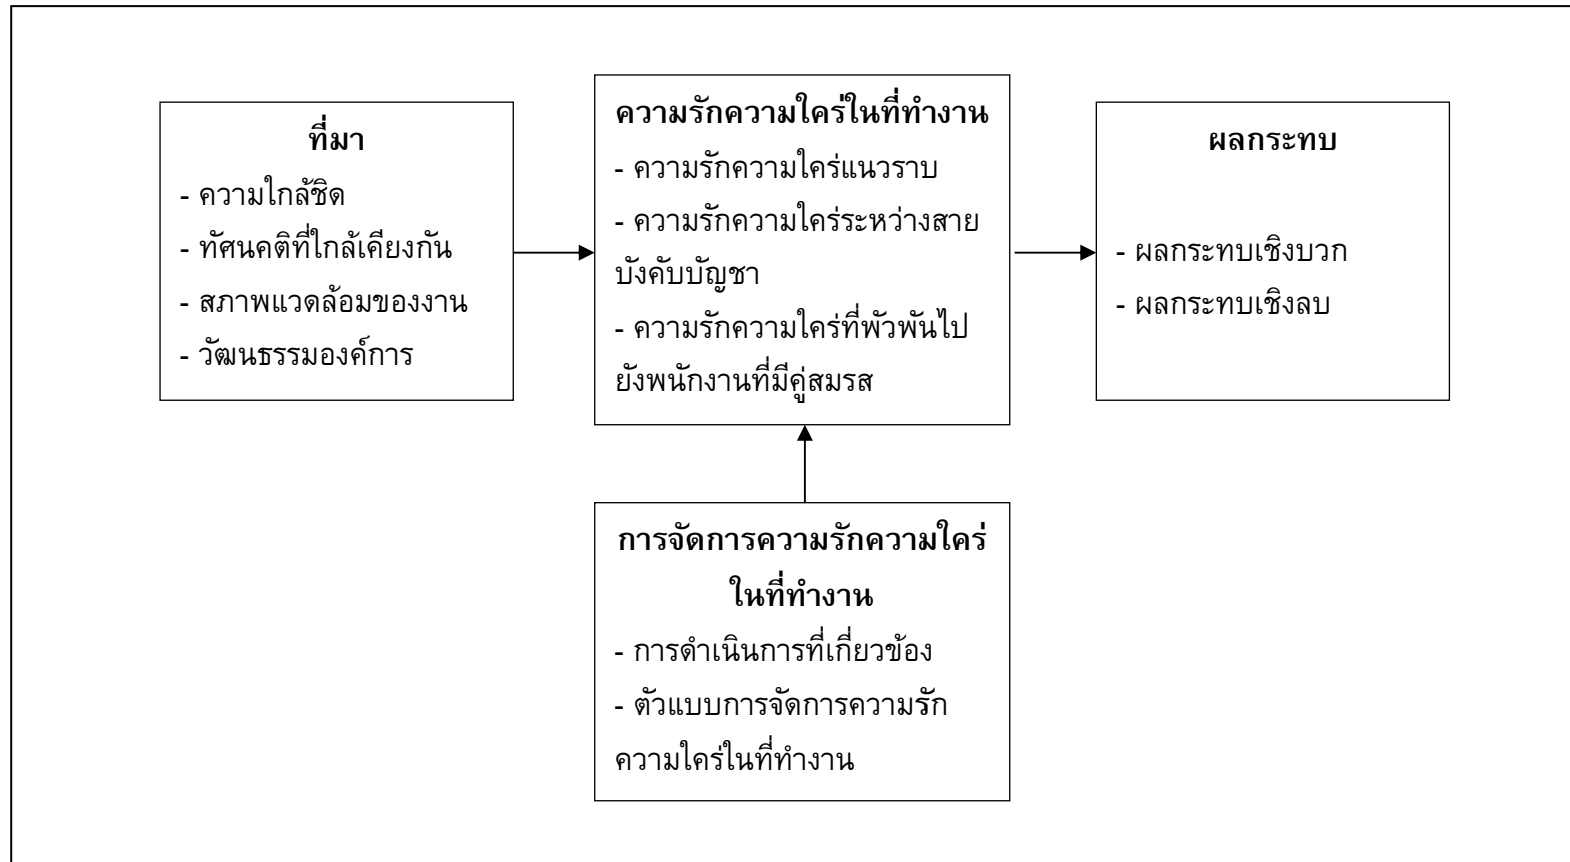 ที่มา
- ความใกล้ชิด
- ทัศนคติที่ใกล้เคียงกัน
- สภาพแวดล้อมของงาน
- วัฒนธรรมองค์การ
ความรักความใคร่ในที่ทำงาน
- ความรักความใคร่แนวราบ
- ความรักความใคร่ระหว่างสาย
บังคับบัญชา
- ความรักความใคร่ที่พัวพันไป
ยังพนักงานที่มีคู่สมรส
ผลกระทบ
- ผลกระทบเชิงบวก
- ผลกระทบเชิงลบ
การจัดการความรักความใคร่
ในที่ทำงาน
- การดำเนินการที่เกี่ยวข้อง
- ตัวแบบการจัดการความรัก
ความใคร่ในที่ทำงาน